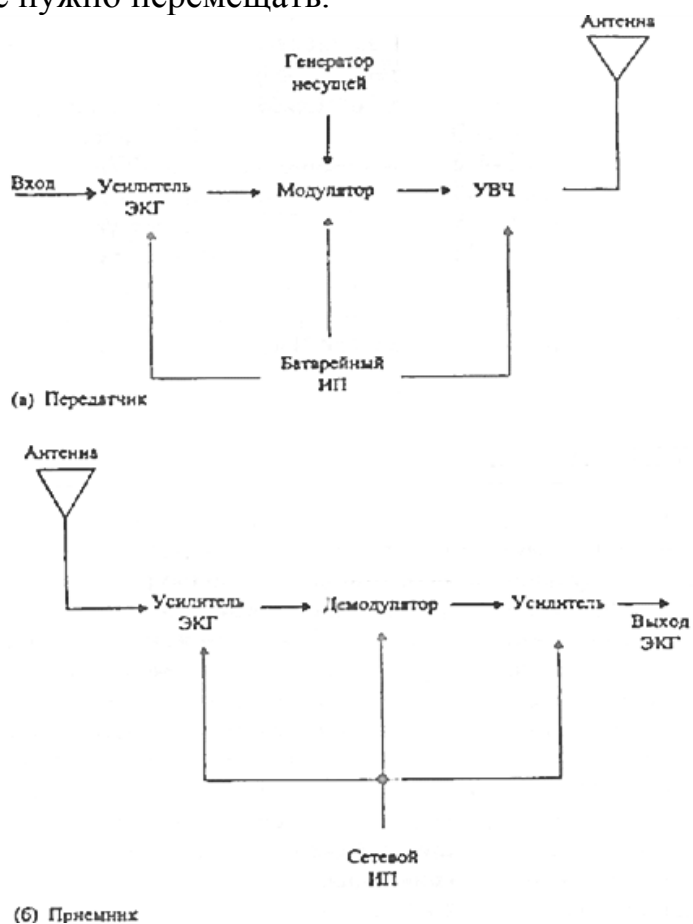 нужно перемещать.
Антенна
Генератор
несущей
Вход
Усилитель
ЭКГ
Модулятор
УВЧ
Батарейный
ИП
(а) Передатчик
Антенна
Усилитель
ЭКГ
Демодулятор
Усилитель
Выход
ЭКГ
Сетевой
ИП
(б) Приемник